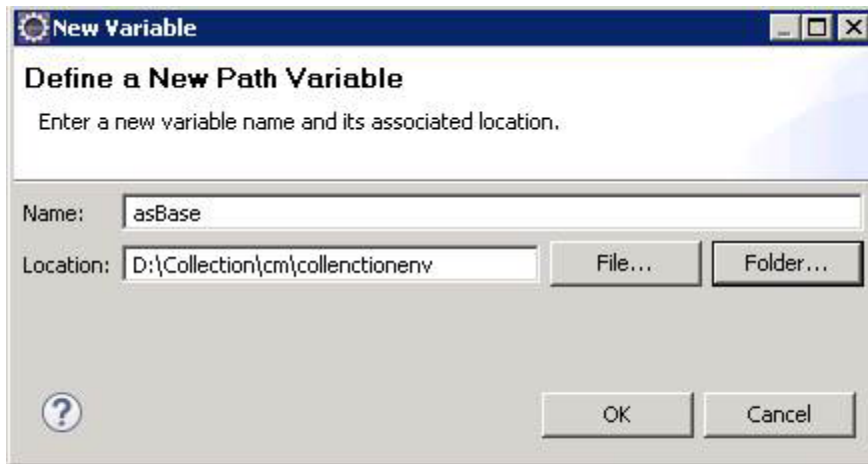 New Variable
Define a New Path Variable
Enter a new variable name and its associated location.
Name: asBase
Location: D:\Collection\cm\collenctionenv File... Folder...
? OK Cancel